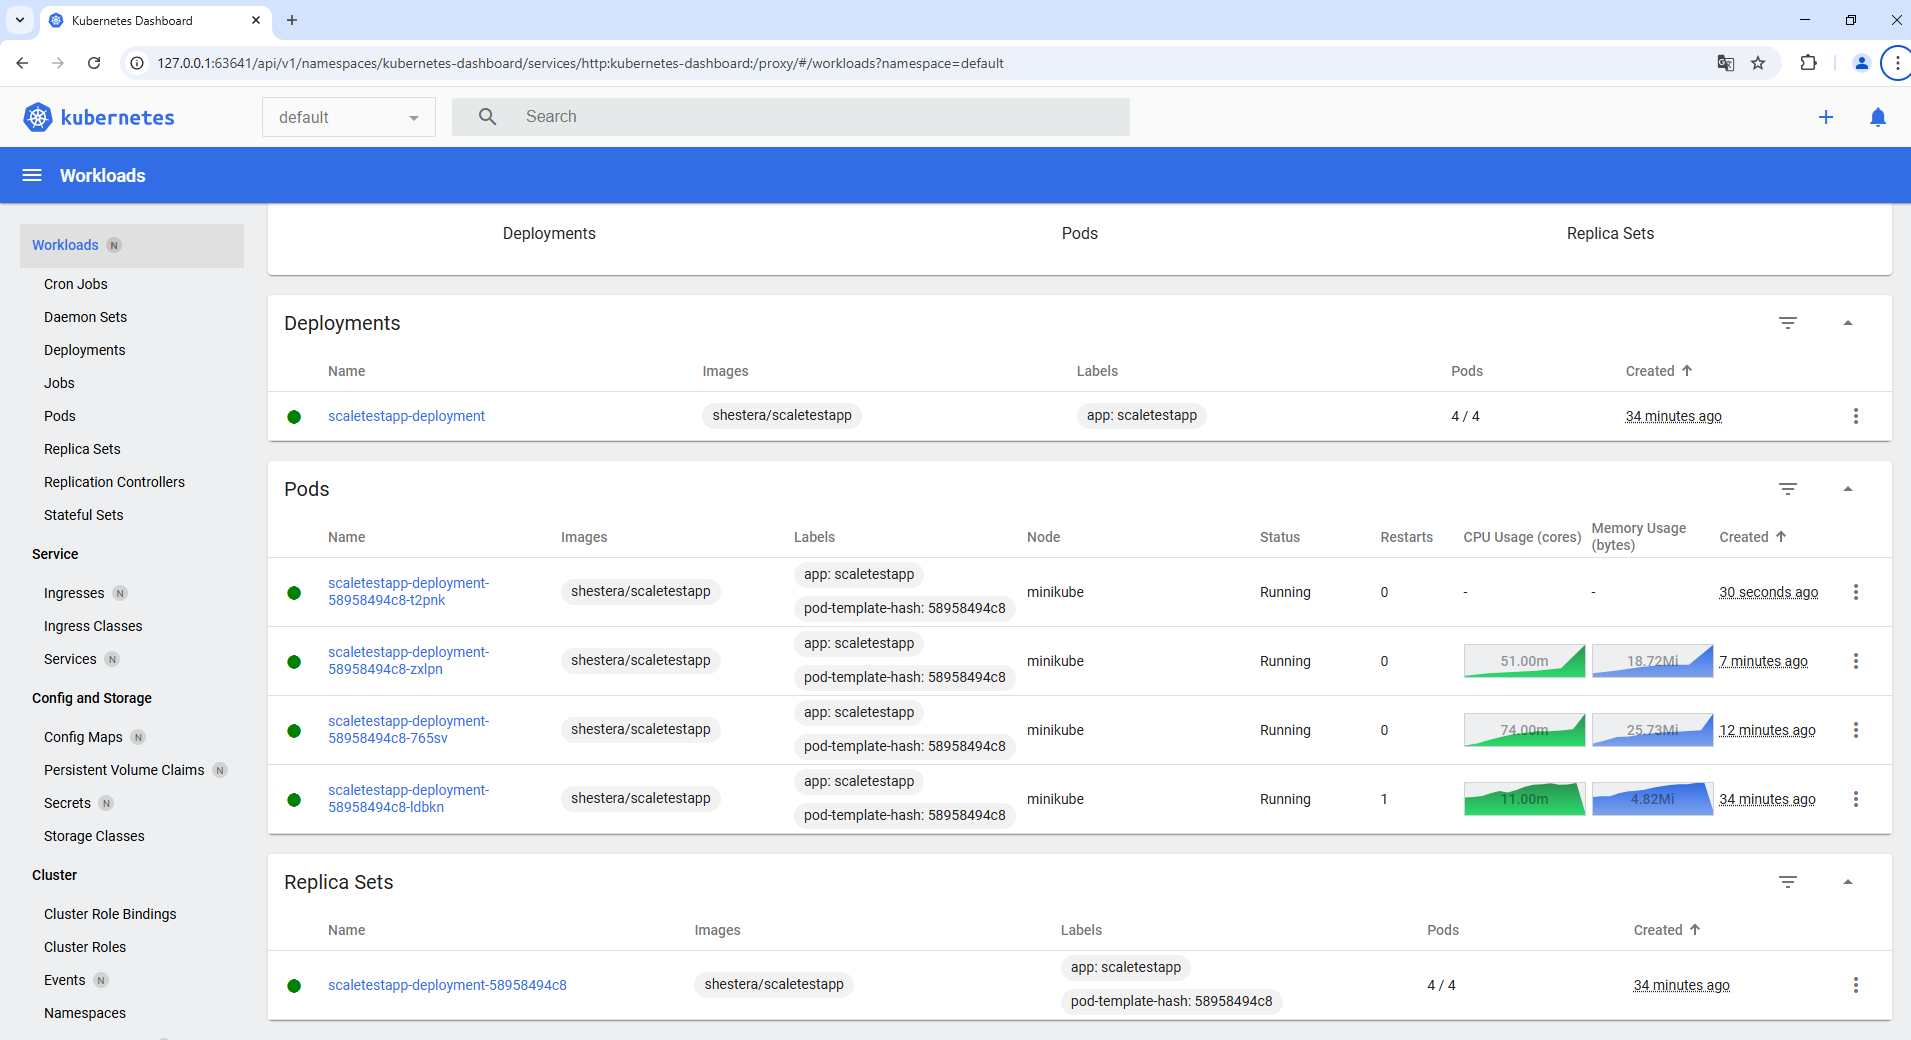 Kubernetes Dashboard
127.0.0.1:63641/api/v1/namespaces/kubernetes-dashboard/services/http:kubernetes-dashboard:/proxy/#/workloads?namespace=default
kubernetes
default
Search
Workloads
Workloads N
Cron Jobs
Daemon Sets
Deployments
Jobs
Pods
Replica Sets
Replication Controllers
Stateful Sets
Service
Ingresses N
Ingress Classes
Services N
Config and Storage
Config Maps N
Persistent Volume Claims N
Secrets N
Storage Classes
Cluster
Cluster Role Bindings
Cluster Roles
Events N
Namespaces
Deployments Pods Replica Sets
Deployments
Name Images Labels Pods Created
scaletestapp-deployment shestera/scaletestapp app: scaletestapp 4 / 4 34 minutes ago
Pods
Name Images Labels Node Status Restarts CPU Usage (cores) Memory Usage (bytes) Created
scaletestapp-deployment-58958494c8-t2pnk shestera/scaletestapp app: scaletestapp pod-template-hash: 58958494c8 minikube Running 0 - - 30 seconds ago
scaletestapp-deployment-58958494c8-zxlpn shestera/scaletestapp app: scaletestapp pod-template-hash: 58958494c8 minikube Running 0 51.00m 18.72Mi 7 minutes ago
scaletestapp-deployment-58958494c8-765sv shestera/scaletestapp app: scaletestapp pod-template-hash: 58958494c8 minikube Running 0 74.00m 25.73Mi 12 minutes ago
scaletestapp-deployment-58958494c8-ldbkn shestera/scaletestapp app: scaletestapp pod-template-hash: 58958494c8 minikube Running 1 11.00m 4.82Mi 34 minutes ago
Replica Sets
Name Images Labels Pods Created
scaletestapp-deployment-58958494c8 shestera/scaletestapp app: scaletestapp pod-template-hash: 58958494c8 4 / 4 34 minutes ago